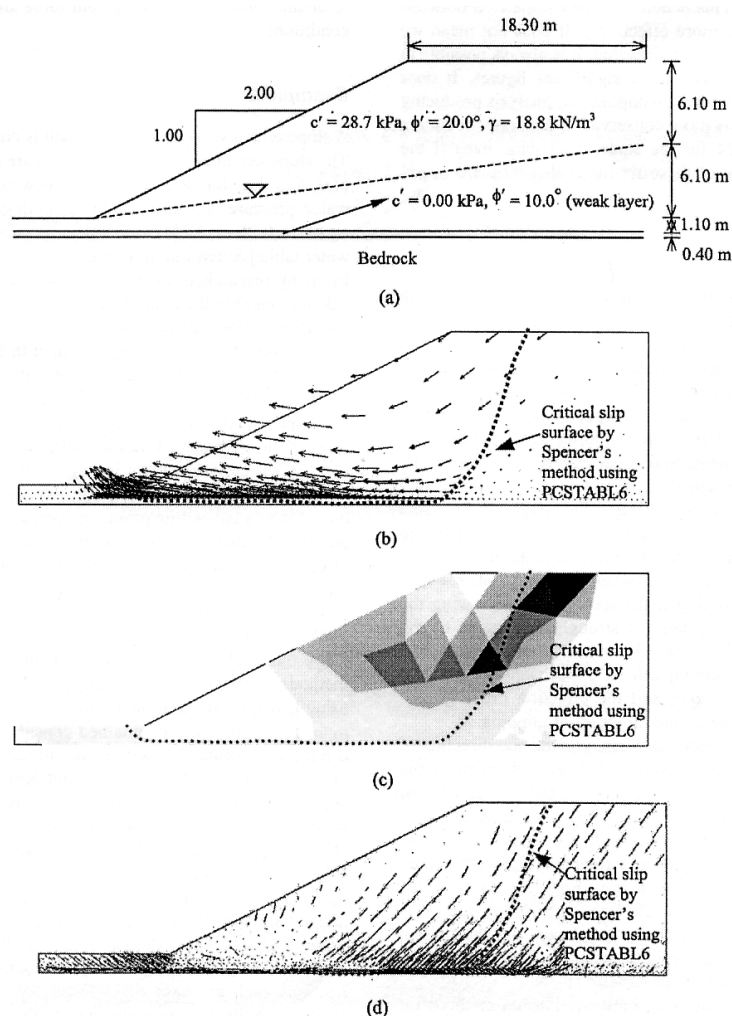 18.30 m
2.00
1.00
c′ = 28.7 kPa, ϕ′ = 20.0°, γ = 18.8 kN/m³
6.10 m
6.10 m
c′ = 0.00 kPa, ϕ′ = 10.0° (weak layer)
1.10 m
0.40 m
Bedrock
(a)
Critical slip
surface by
Spencer's
method using
PCSTABL6
(b)
Critical slip
surface by
Spencer's
method using
PCSTABL6
(c)
Critical slip
surface by
Spencer's
method using
PCSTABL6
(d)